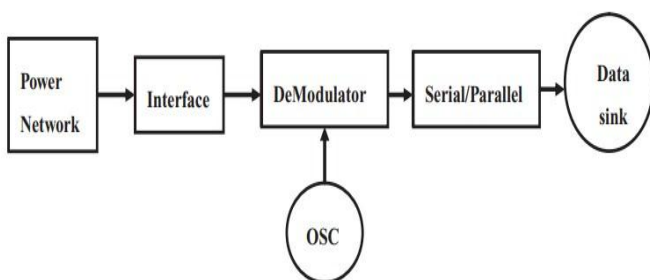 Power
Network
Interface
DeModulator
Serial/Parallel
Data
sink
OSC